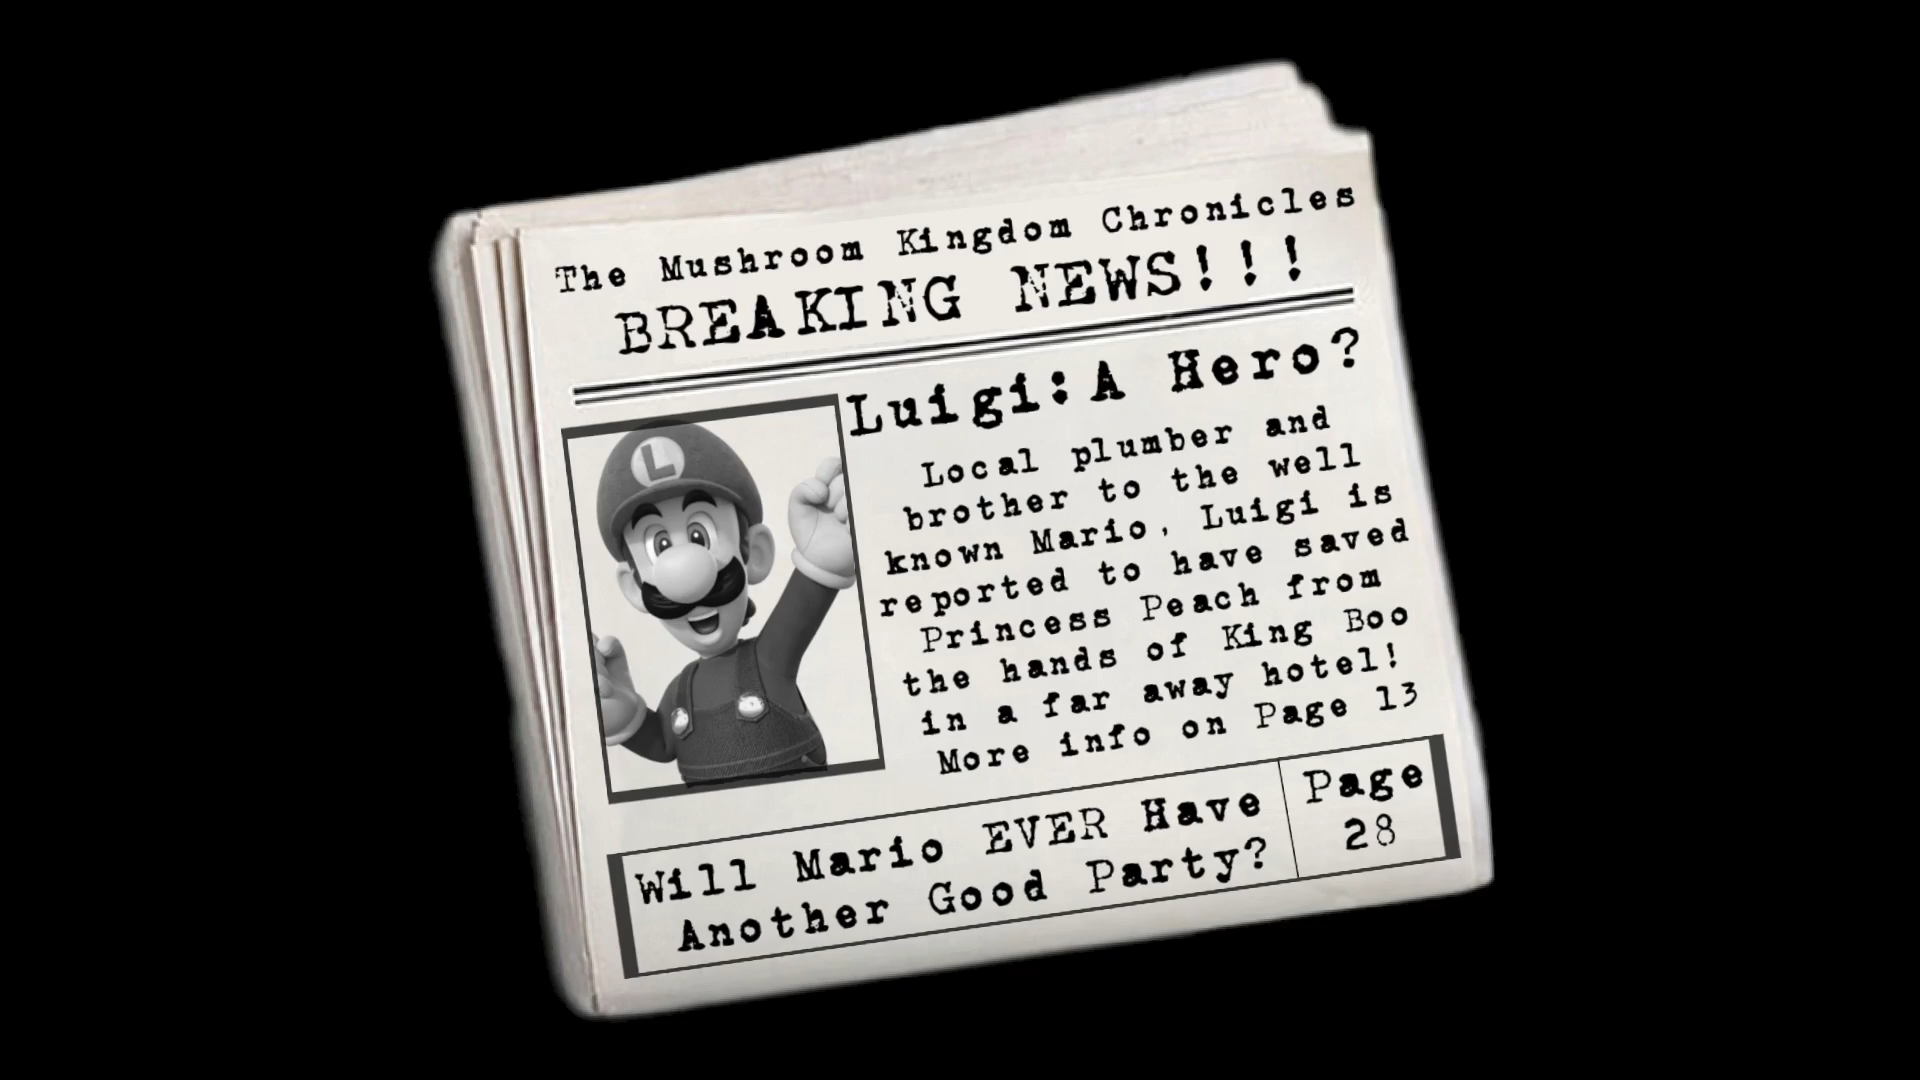 The Mushroom Kingdom Chronicles
BREAKING NEWS!!!
Luigi:A Hero?
L
Local plumber and
brother to the well
known Mario, Luigi is
reported to have saved
Princess Peach from
the hands of King Boo
in a far away hotel!
More info on Page 13
Will Mario EVER Have
Another Good Party?
Page
28